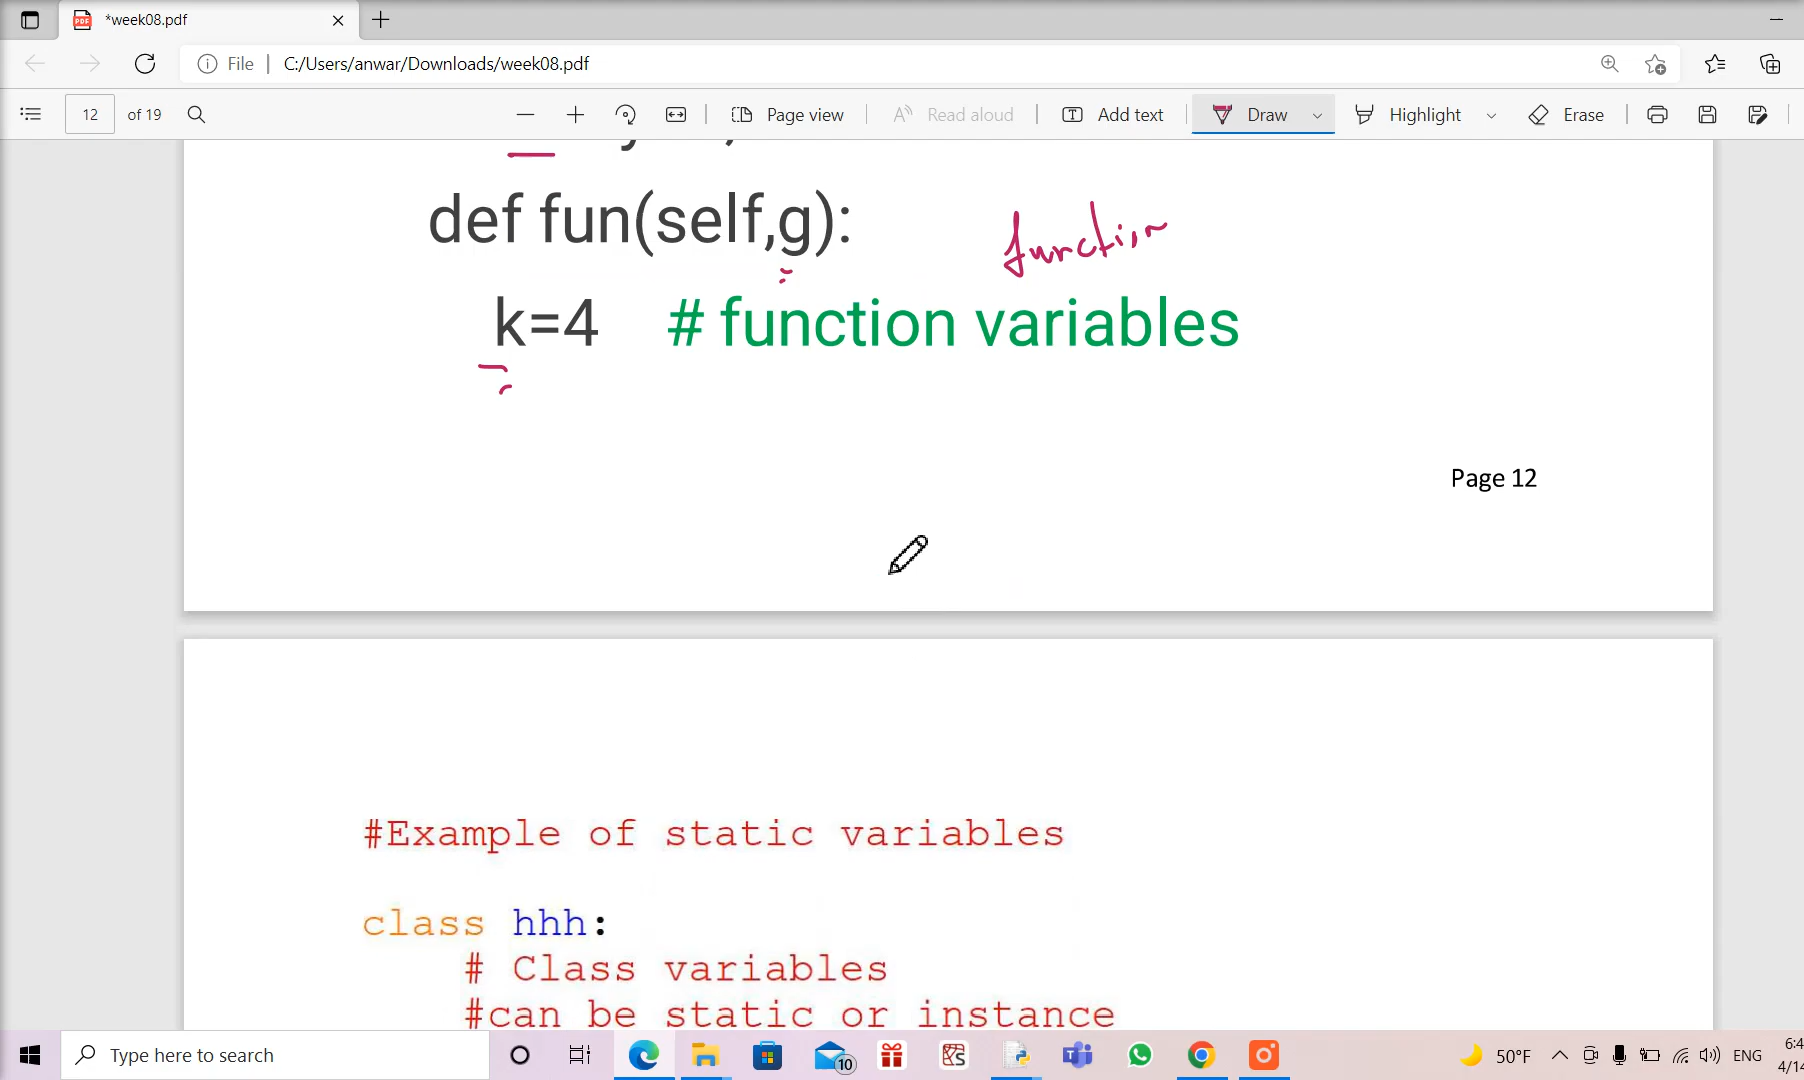 *week08.pdf
File
C:/Users/anwar/Downloads/week08.pdf
12 of 19
Page view
Read aloud
Add text
Draw
Highlight
Erase
def fun(self,g):
function
k=4 # function variables
Page 12
#Example of static variables
class hhh:
# Class variables
#can be static or instance
Type here to search
10
50°F
ENG